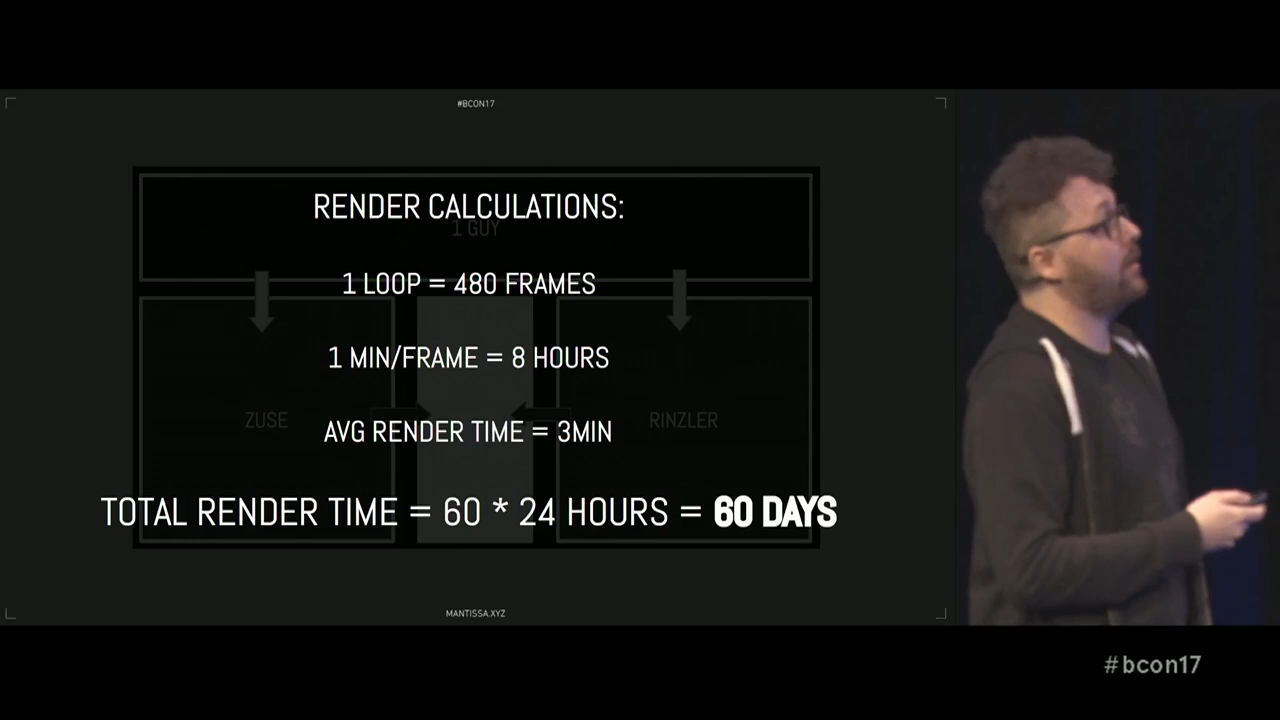 #BCON17
RENDER CALCULATIONS:
1 GUY
1 LOOP = 480 FRAMES
1 MIN/FRAME = 8 HOURS
ZUSE
RINZLER
AVG RENDER TIME = 3MIN
TOTAL RENDER TIME = 60 * 24 HOURS = 60 DAYS
MANTISSA.XYZ
#bcon17